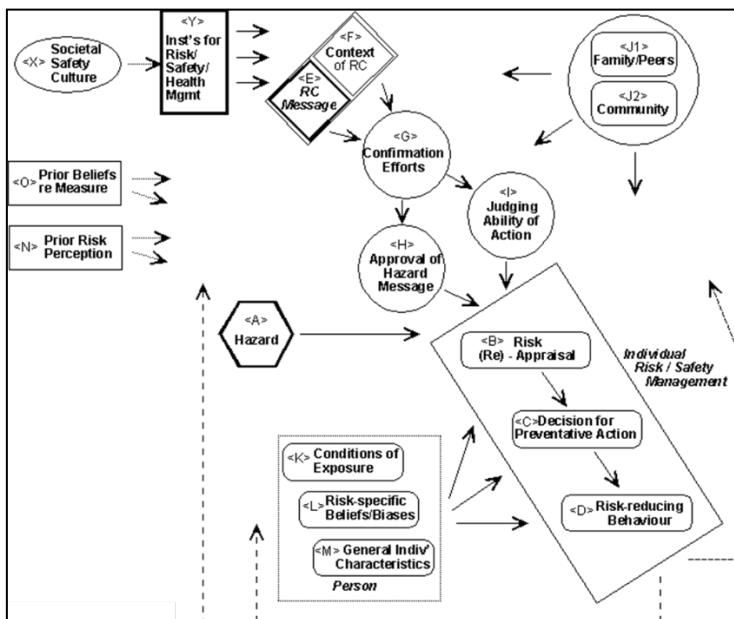 <X> Societal
Safety
Culture
<Y>
Inst's for
Risk/
Safety/
Health
Mgmt
<F>
Context
of RC
<E>
RC
Message
<J1>
Family/Peers
<J2>
Community
<G>
Confirmation
Efforts
<O> Prior Beliefs
re Measure
<I>
Judging
Ability of
Action
<N> Prior Risk
Perception
<H>
Approval of
Hazard
Message
<A>
Hazard
<B> Risk
(Re) - Appraisal
Individual
Risk / Safety
Management
<C> Decision for
Preventative Action
<K> Conditions of
Exposure
<L> Risk-specific
Beliefs/Biases
<D> Risk-reducing
Behaviour
<M> General Indiv'
Characteristics
Person